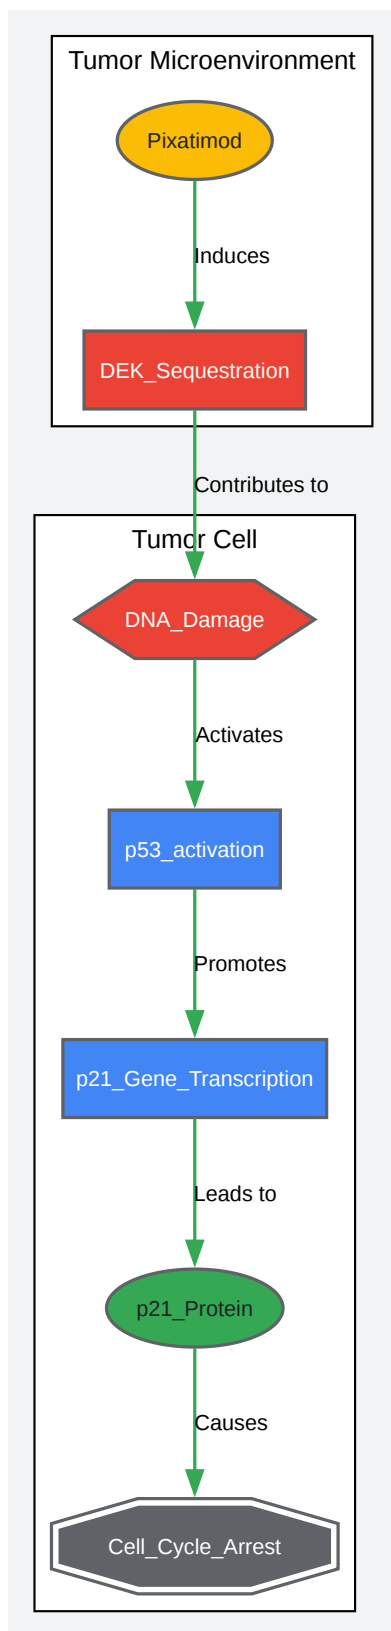 Tumor Microenvironment
Pixatimod
Induces
DEK_Sequestration
Contributes to
Tumor Cell
DNA_Damage
Activates
p53_activation
Promotes
p21_Gene_Transcription
Leads to
p21_Protein
Causes
Cell_Cycle_Arrest